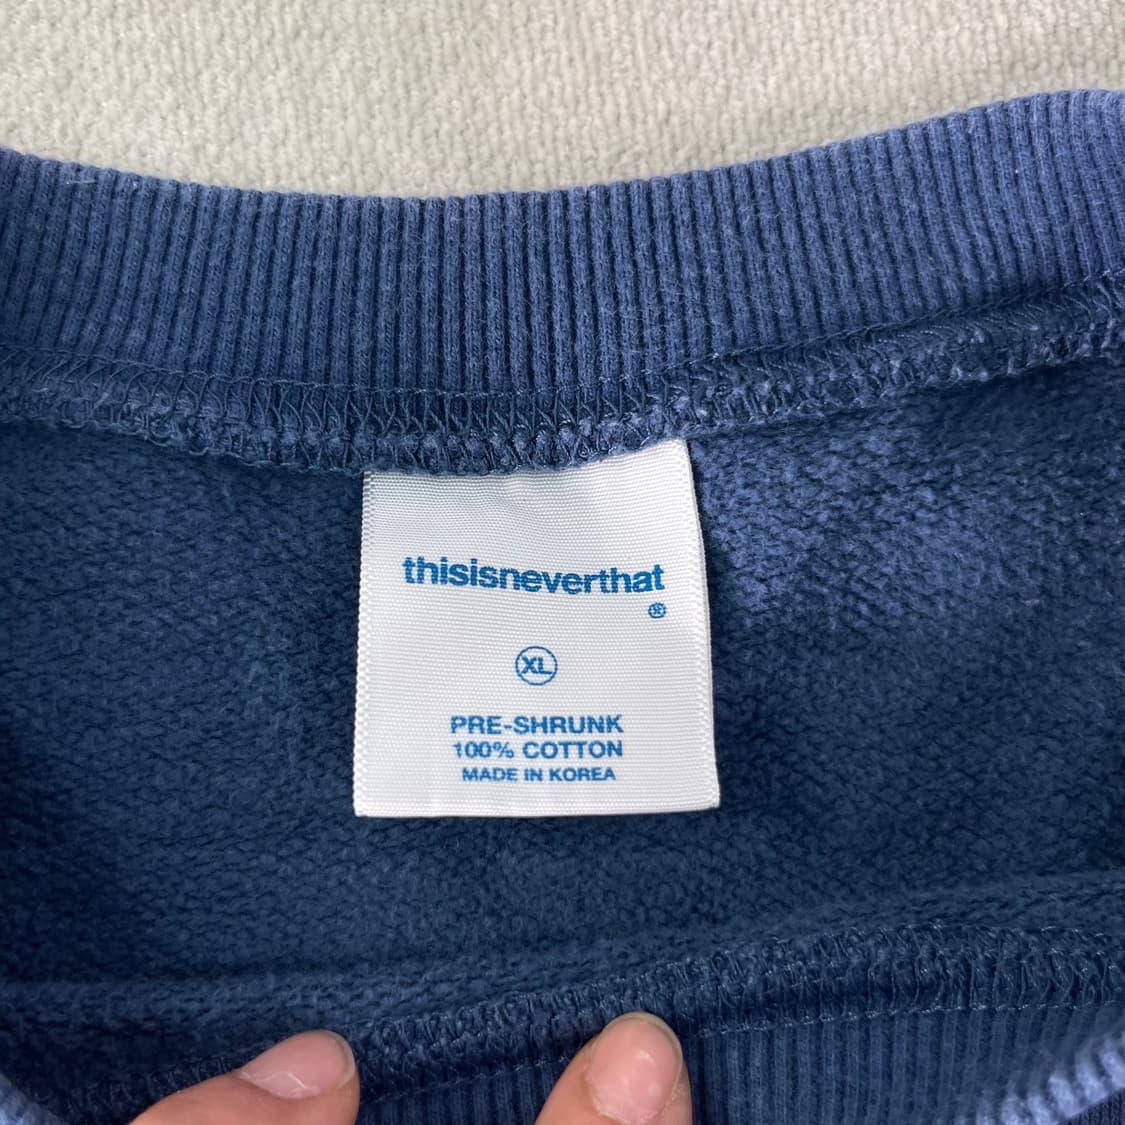 thisisneverthat
®
XL
PRE-SHRUNK
100% COTTON
MADE IN KOREA